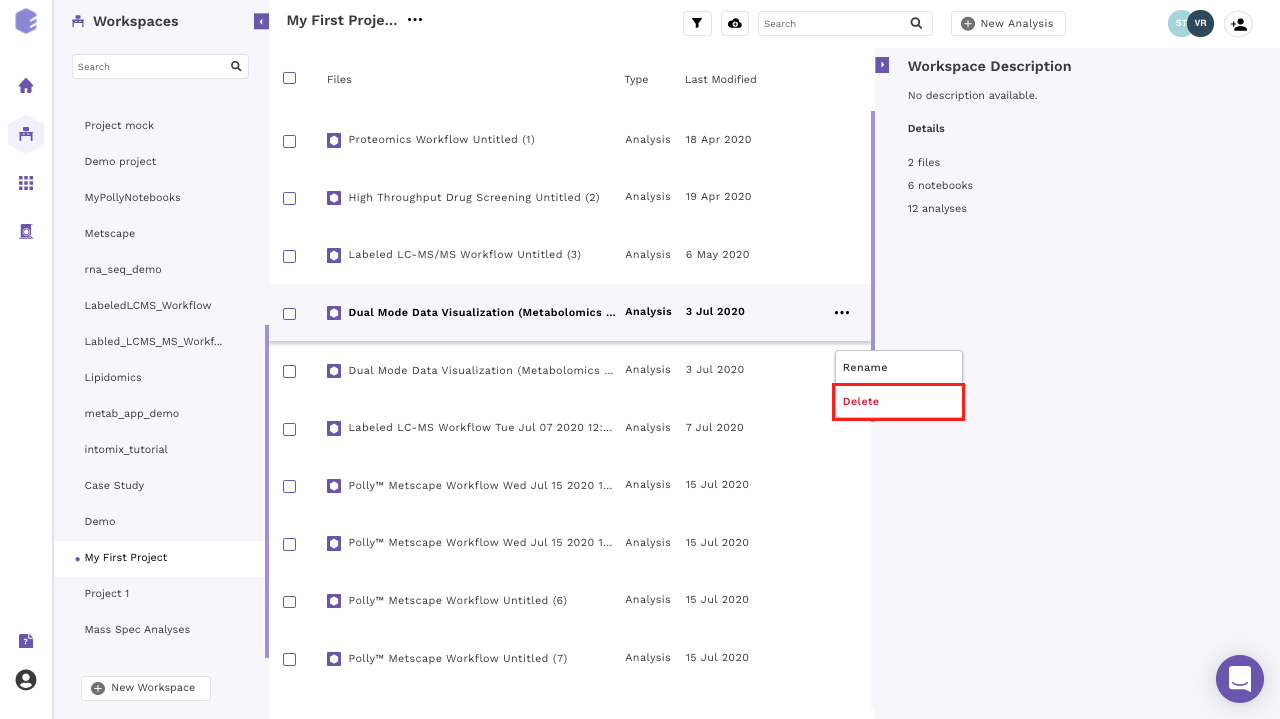 Workspaces
Search
Project mock
Demo project
MyPollyNotebooks
Metscape
rna_seq_demo
LabeledLCMS_Workflow
Labled_LCMS_MS_Workf...
Lipidomics
metab_app_demo
intomix_tutorial
Case Study
Demo
My First Project
Project 1
Mass Spec Analyses
New Workspace
My First Proje...
Search
New Analysis
ST
VR
Files Type Last Modified
Proteomics Workflow Untitled (1) Analysis 18 Apr 2020
High Throughput Drug Screening Untitled (2) Analysis 19 Apr 2020
Labeled LC-MS/MS Workflow Untitled (3) Analysis 6 May 2020
Dual Mode Data Visualization (Metabolomics ... Analysis 3 Jul 2020
Dual Mode Data Visualization (Metabolomics ... Analysis 3 Jul 2020
Labeled LC-MS Workflow Tue Jul 07 2020 12:... Analysis 7 Jul 2020
Polly™ Metscape Workflow Wed Jul 15 2020 1... Analysis 15 Jul 2020
Polly™ Metscape Workflow Wed Jul 15 2020 1... Analysis 15 Jul 2020
Polly™ Metscape Workflow Untitled (6) Analysis 15 Jul 2020
Polly™ Metscape Workflow Untitled (7) Analysis 15 Jul 2020
Rename
Delete
Workspace Description
No description available.
Details
2 files
6 notebooks
12 analyses